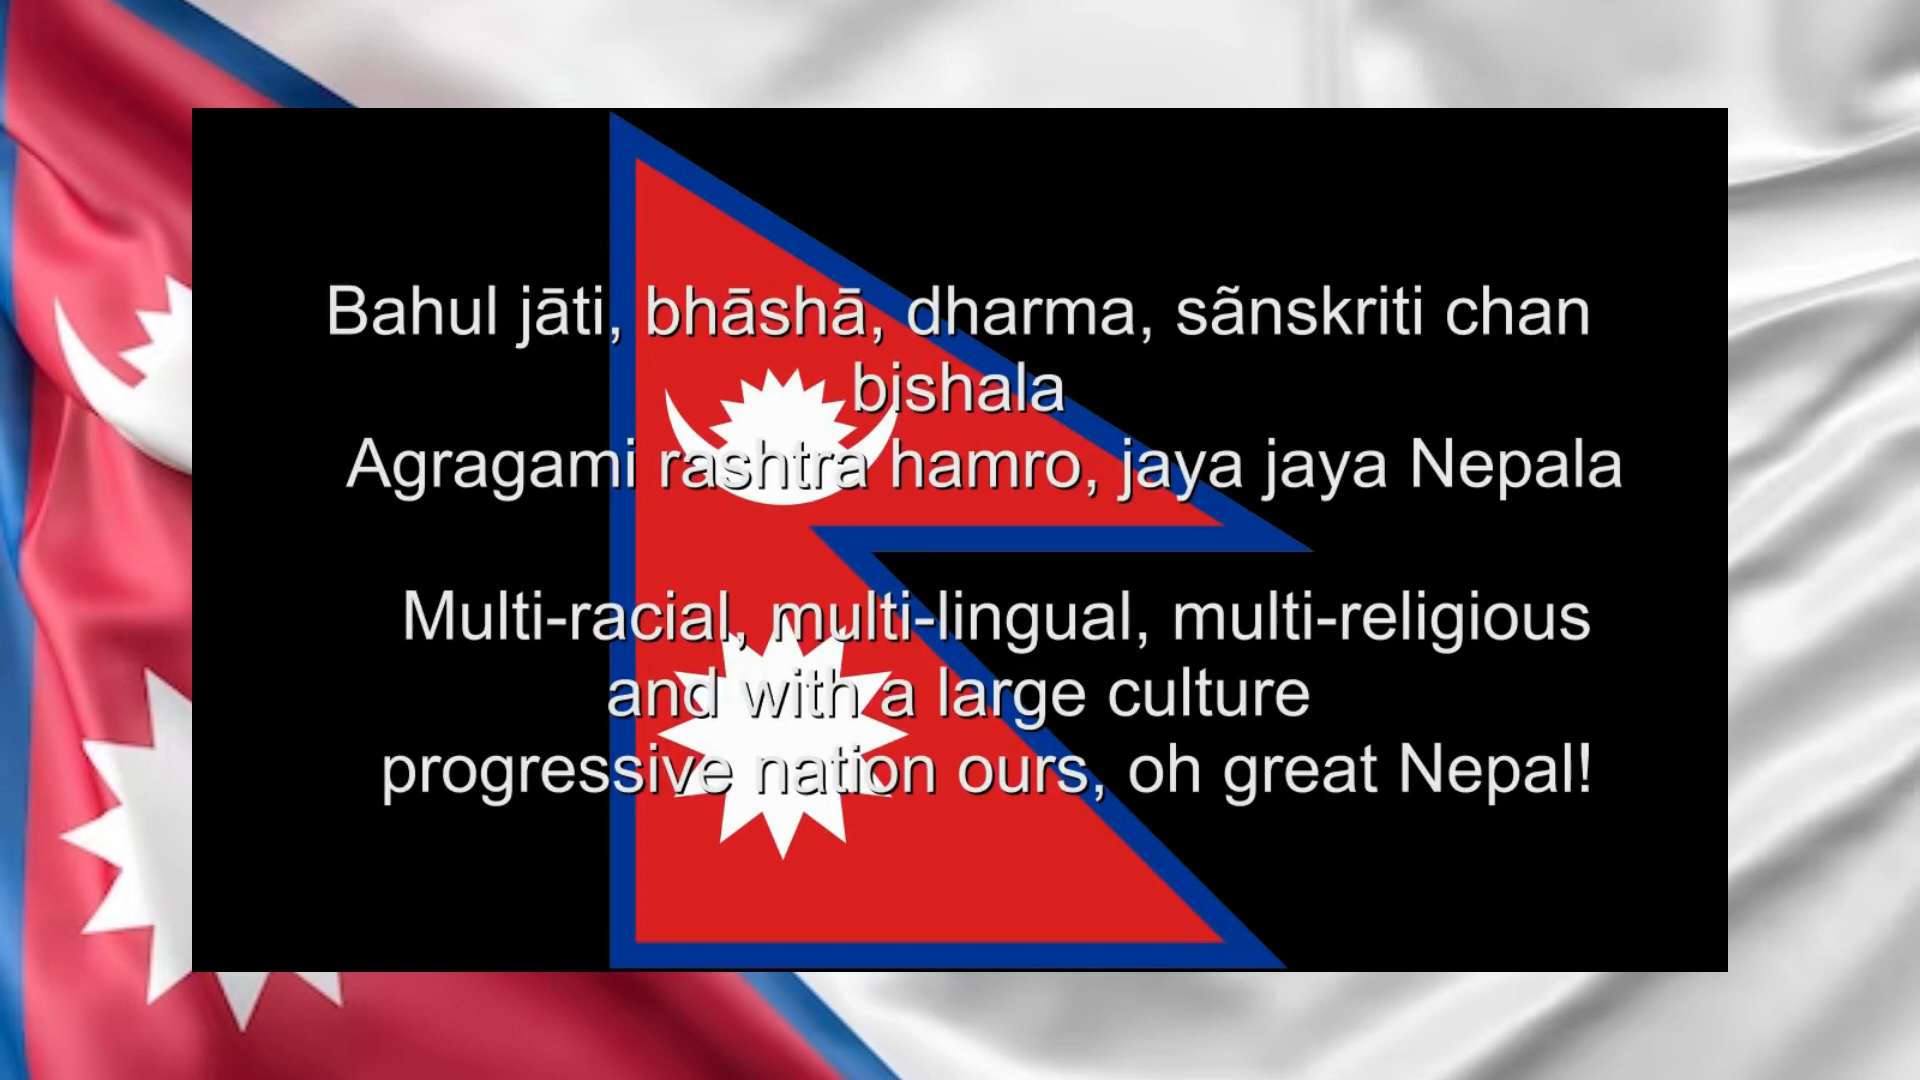 Bahul jāti, bhāshā, dharma, sãnskriti chan
bishala
Agragami rashtra hamro, jaya jaya Nepala
Multi-racial, multi-lingual, multi-religious
and with a large culture
progressive nation ours, oh great Nepal!